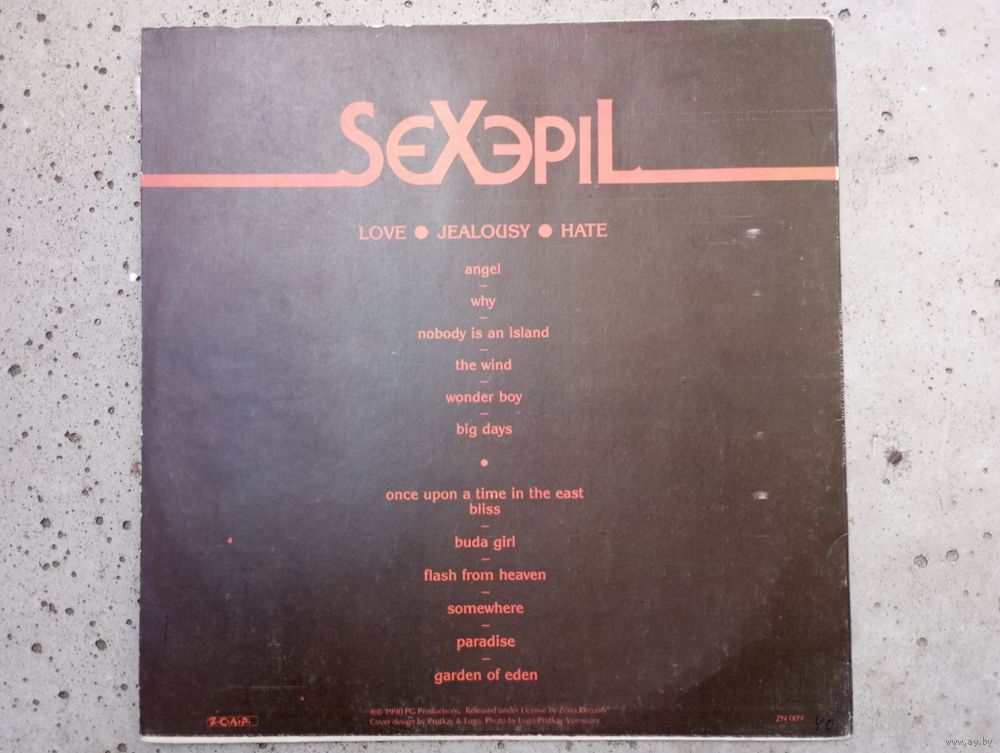 SEXEPIL
LOVE ● JEALOUSY ● HATE
angel
–
why
–
nobody is an island
–
the wind
–
wonder boy
–
big days
●
once upon a time in the east
bliss
–
buda girl
–
flash from heaven
–
somewhere
–
paradise
–
garden of eden
℗© 1990 PG Productions. Released under License by Zona Records
Cover design by Prutkay & Lugo. Photo by Lugo Prutkay
ZN 009
www.ay.by